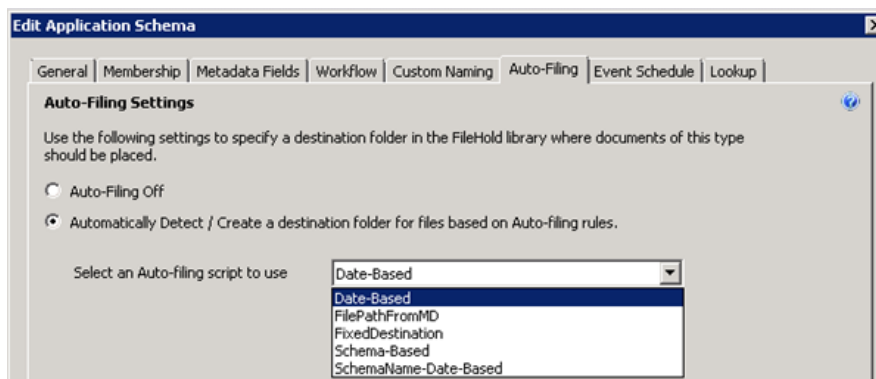 Edit Application Schema
General Membership Metadata Fields Workflow Custom Naming Auto-Filing Event Schedule Lookup
Auto-Filing Settings
Use the following settings to specify a destination folder in the FileHold library where documents of this type
should be placed.
Auto-Filing Off
Automatically Detect / Create a destination folder for files based on Auto-filing rules.
Select an Auto-filing script to use Date-Based
Date-Based
FilePathFromMD
FixedDestination
Schema-Based
SchemaName-Date-Based